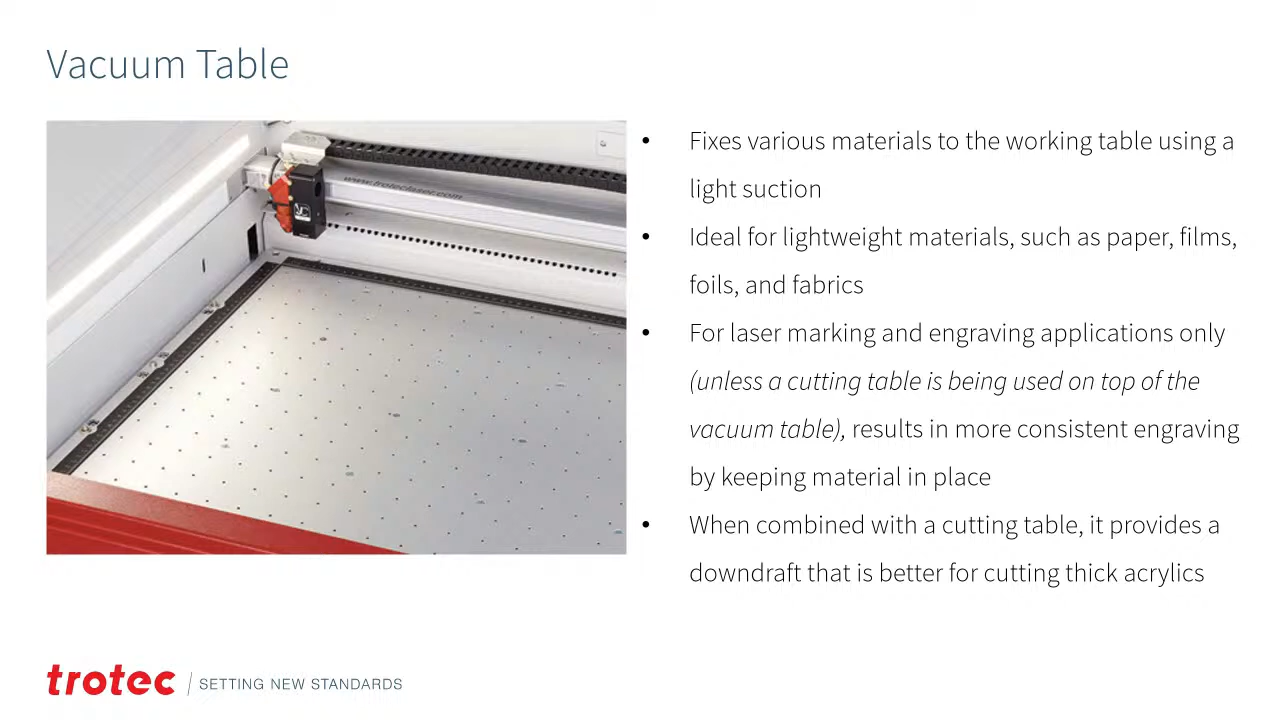 Vacuum Table
www.troteclaser.com
• Fixes various materials to the working table using a
light suction
• Ideal for lightweight materials, such as paper, films,
foils, and fabrics
• For laser marking and engraving applications only
(unless a cutting table is being used on top of the
vacuum table), results in more consistent engraving
by keeping material in place
• When combined with a cutting table, it provides a
downdraft that is better for cutting thick acrylics
trotec / SETTING NEW STANDARDS